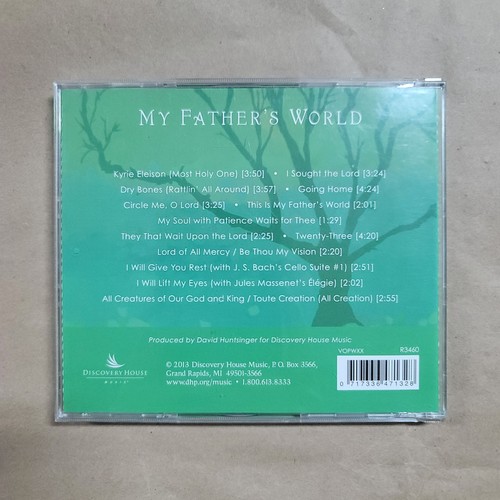 MY FATHER'S WORLD
Kyrie Eleison (Most Holy One) [3:50] • I Sought the Lord [3:24]
Dry Bones (Rattlin' All Around) [3:57] • Going Home [4:24]
Circle Me, O Lord [3:25] • This Is My Father's World [2:01]
My Soul with Patience Waits for Thee [1:29]
They That Wait Upon the Lord [2:25] • Twenty-Three [4:20]
Lord of All Mercy / Be Thou My Vision [2:20]
I Will Give You Rest (with J. S. Bach's Cello Suite #1) [2:51]
I Will Lift My Eyes (with Jules Massenet's Élégie) [2:02]
All Creatures of Our God and King / Toute Creation (All Creation) [2:55]
Produced by David Huntsinger for Discovery House Music
DISCOVERY HOUSE
MUSIC
© 2013 Discovery House Music, P.O. Box 3566,
Grand Rapids, MI 49501-3566
www.dhp.org/music • 1.800.613.8333
R3460
0 717336 471328